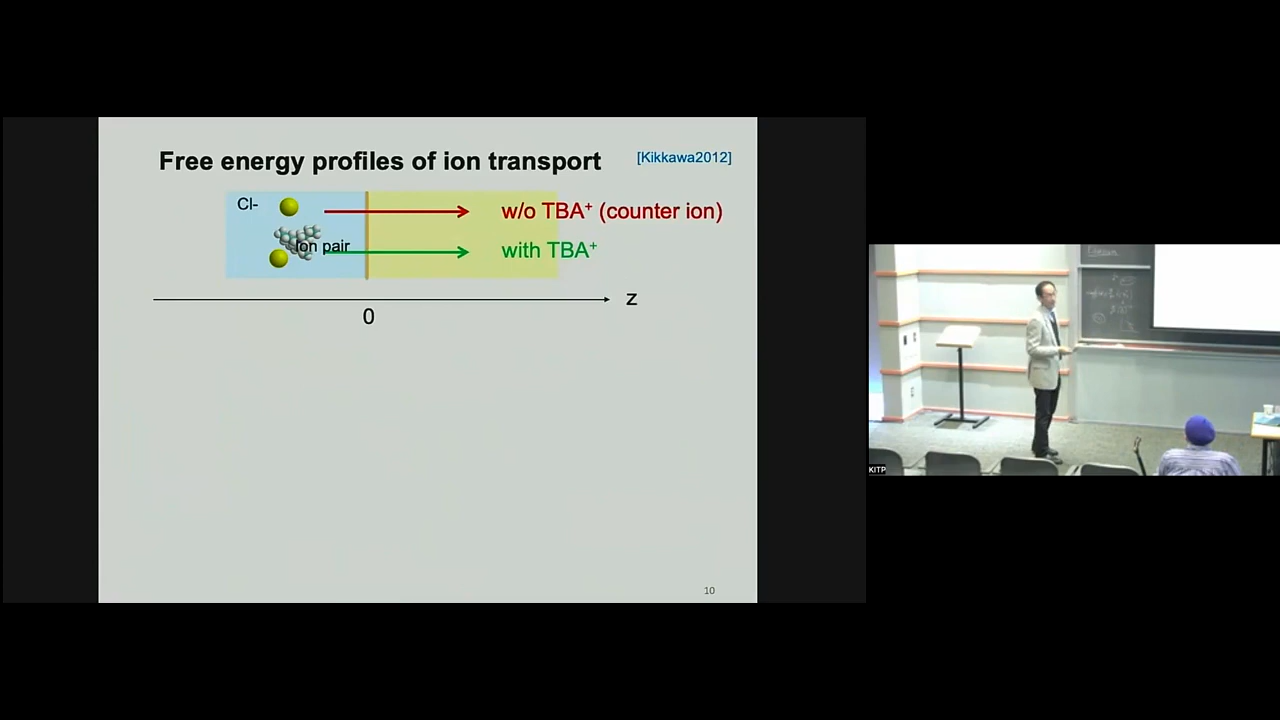 Free energy profiles of ion transport
[Kikkawa2012]
Cl-
w/o TBA⁺ (counter ion)
Ion pair
with TBA⁺
z
0
10
KITP